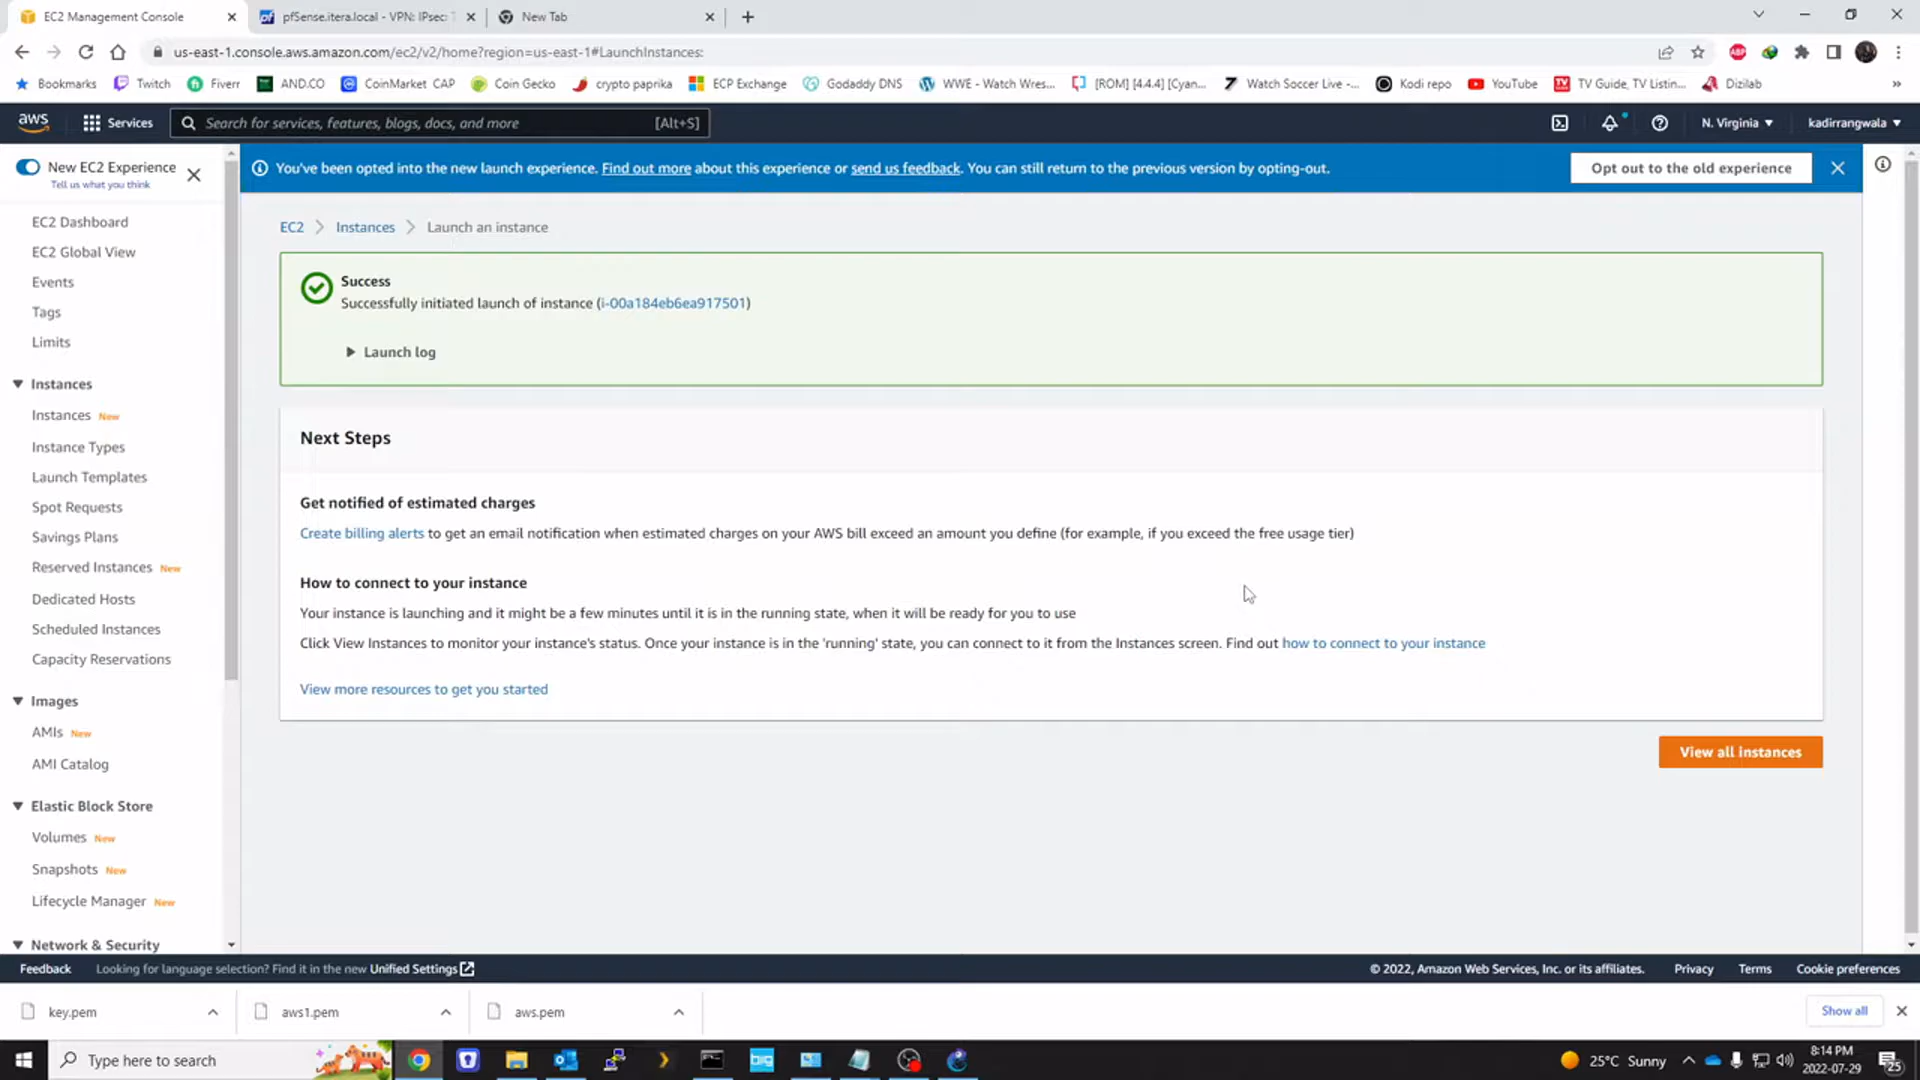 EC2 Management Console
pfSense.itera.local - VPN: IPsec: T
New Tab
us-east-1.console.aws.amazon.com/ec2/v2/home?region=us-east-1#LaunchInstances:
Bookmarks
Twitch
Fiverr
AND.CO
CoinMarket CAP
Coin Gecko
crypto paprika
ECP Exchange
Godaddy DNS
WWE - Watch Wres...
[ROM] [4.4.4] [Cyan...
Watch Soccer Live -...
Kodi repo
YouTube
TV Guide, TV Listin...
Dizilab
»
aws
Services
Search for services, features, blogs, docs, and more
[Alt+S]
N. Virginia
kadirrangwala
New EC2 Experience
Tell us what you think
You've been opted into the new launch experience. Find out more about this experience or send us feedback. You can still return to the previous version by opting-out.
Opt out to the old experience
EC2 Dashboard
EC2 Global View
Events
Tags
Limits
Instances
Instances New
Instance Types
Launch Templates
Spot Requests
Savings Plans
Reserved Instances New
Dedicated Hosts
Scheduled Instances
Capacity Reservations
Images
AMIs New
AMI Catalog
Elastic Block Store
Volumes New
Snapshots New
Lifecycle Manager New
Network & Security
EC2 > Instances > Launch an instance
Success
Successfully initiated launch of instance (i-00a184eb6ea917501)
Launch log
Next Steps
Get notified of estimated charges
Create billing alerts to get an email notification when estimated charges on your AWS bill exceed an amount you define (for example, if you exceed the free usage tier)
How to connect to your instance
Your instance is launching and it might be a few minutes until it is in the running state, when it will be ready for you to use
Click View Instances to monitor your instance's status. Once your instance is in the 'running' state, you can connect to it from the Instances screen. Find out how to connect to your instance
View more resources to get you started
View all instances
Feedback
Looking for language selection? Find it in the new Unified Settings
© 2022, Amazon Web Services, Inc. or its affiliates.
Privacy
Terms
Cookie preferences
key.pem
aws1.pem
aws.pem
Show all
Type here to search
25°C Sunny
8:14 PM
2022-07-29
25